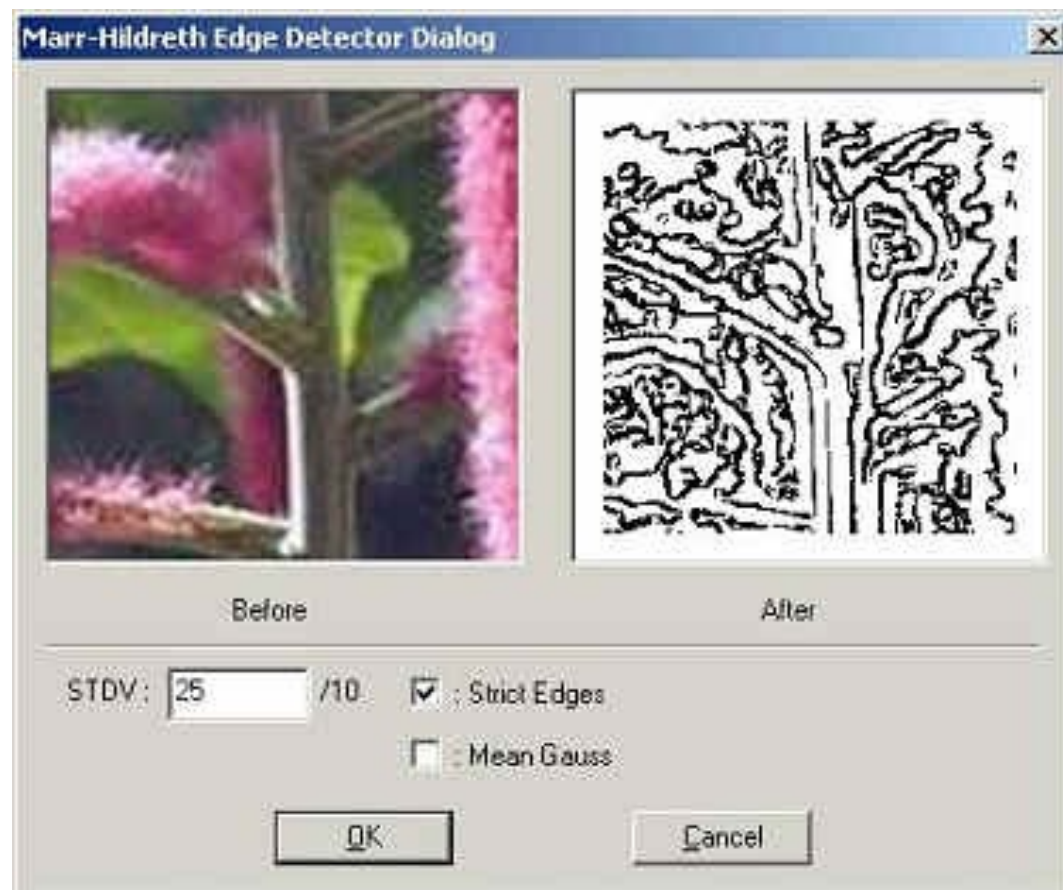 Marr-Hildreth Edge Detector Dialog
Before
After
STDV: 25 /10 : Strict Edges
: Mean Gauss
OK
Cancel